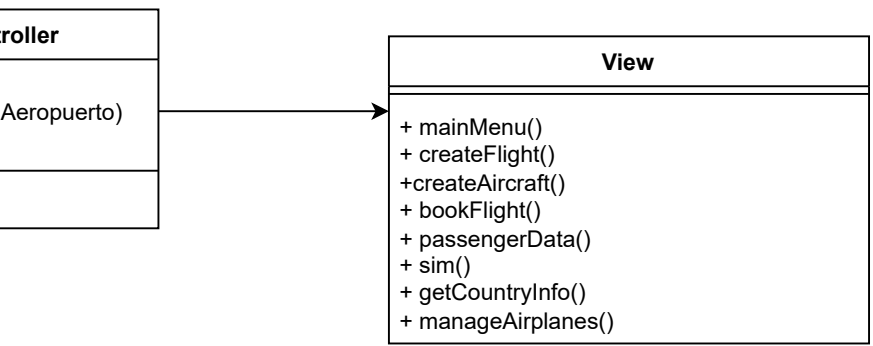 troller
Aeropuerto)
View
+ mainMenu()
+ createFlight()
+createAircraft()
+ bookFlight()
+ passengerData()
+ sim()
+ getCountryInfo()
+ manageAirplanes()